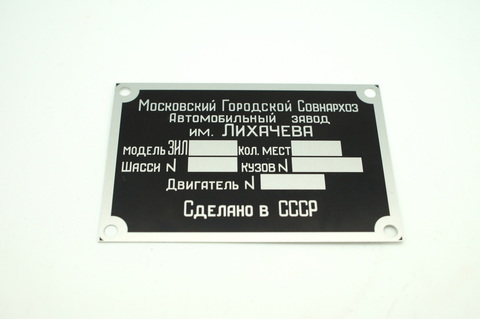 Московский Городской Совнархоз
Автомобильный завод
им. Лихачева
модель ЗИЛ кол. мест
Шасси N Кузов N
Двигатель N
Сделано в СССР